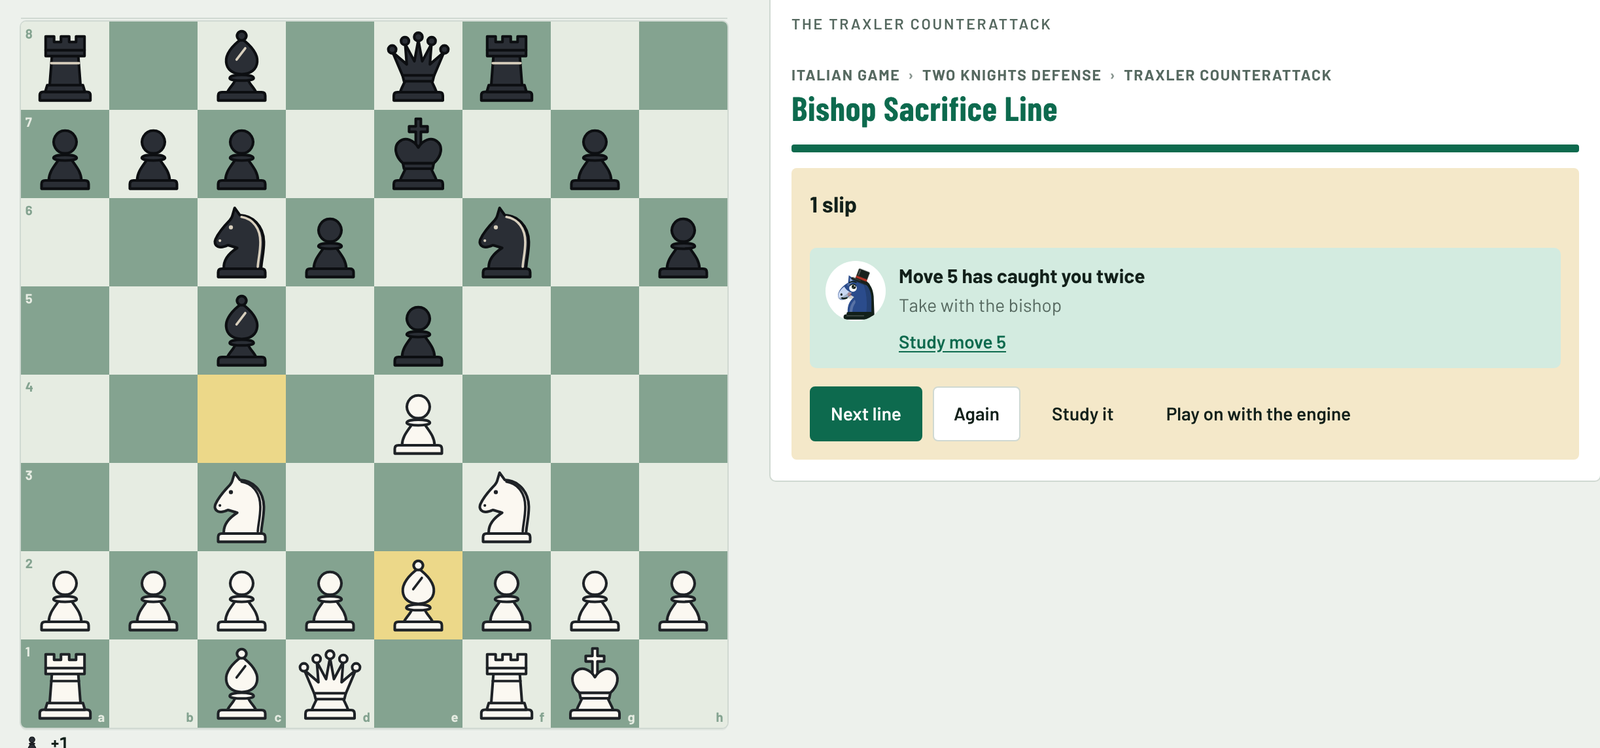 8
7
6
5
4
3
2
1
a b c d e f g h
+1
THE TRAXLER COUNTERATTACK
ITALIAN GAME › TWO KNIGHTS DEFENSE › TRAXLER COUNTERATTACK
Bishop Sacrifice Line
1 slip
Move 5 has caught you twice
Take with the bishop
Study move 5
Next line Again Study it Play on with the engine